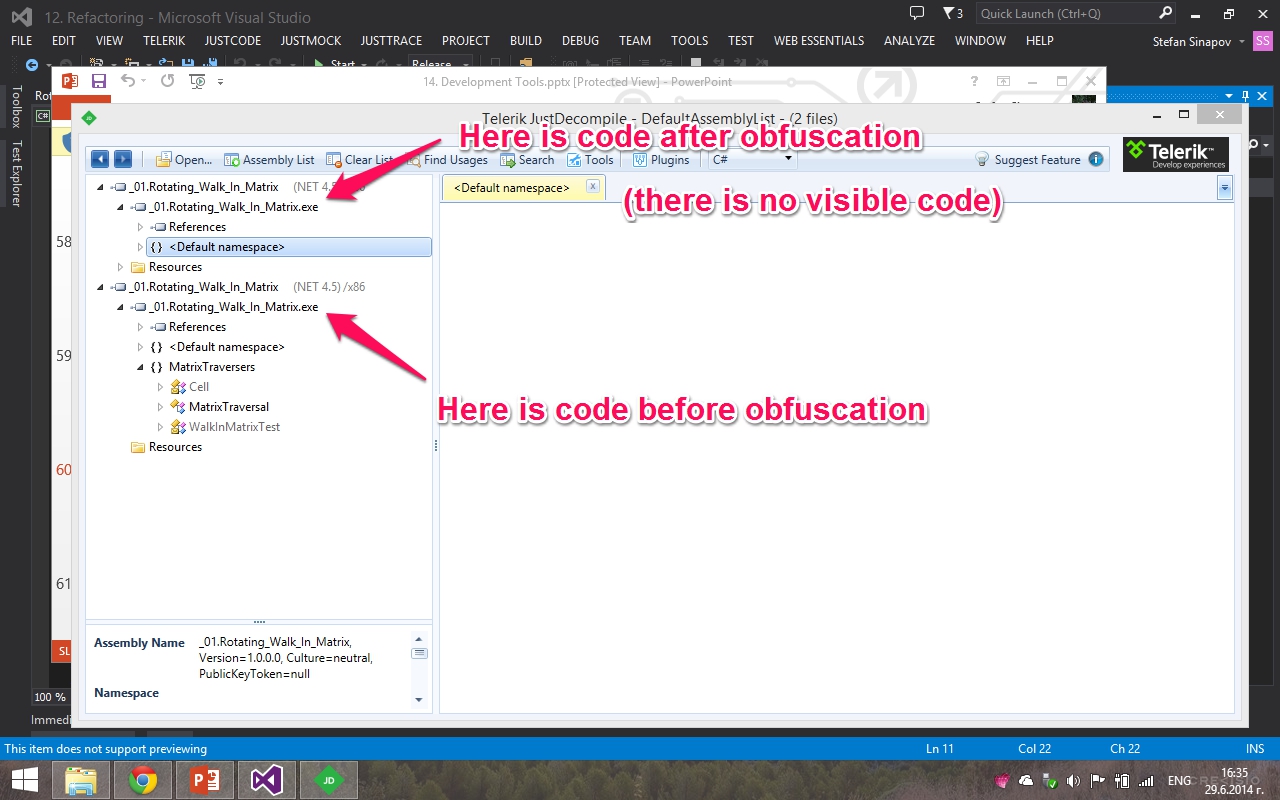 12. Refactoring - Microsoft Visual Studio
3
Quick Launch (Ctrl+Q)
FILE EDIT VIEW TELERIK JUSTCODE JUSTMOCK JUSTTRACE PROJECT BUILD DEBUG TEAM TOOLS TEST WEB ESSENTIALS ANALYZE WINDOW HELP
Stefan Sinapov SS
Start Release
14. Development Tools.pptx [Protected View] - PowerPoint
Toolbox
Test Explorer
Telerik JustDecompile - DefaultAssemblyList - (2 files)
Here is code after obfuscation
Open... Assembly List Clear List Find Usages Search Tools Plugins C# Suggest Feature
Telerik™
Develop experiences
_01.Rotating_Walk_In_Matrix (NET 4.5) /x86
<Default namespace> x
(there is no visible code)
_01.Rotating_Walk_In_Matrix.exe
References
{ } <Default namespace>
Resources
_01.Rotating_Walk_In_Matrix (NET 4.5) /x86
_01.Rotating_Walk_In_Matrix.exe
References
{ } <Default namespace>
{ } MatrixTraversers
Cell
MatrixTraversal
Here is code before obfuscation
WalkInMatrixTest
Resources
58
59
60
61
SL
Assembly Name _01.Rotating_Walk_In_Matrix,
Version=1.0.0.0, Culture=neutral,
PublicKeyToken=null
Namespace
100 %
Immedi
This item does not support previewing Ln 11 Col 22 Ch 22 INS
JD
ENG
16:35
29.6.2014 г.